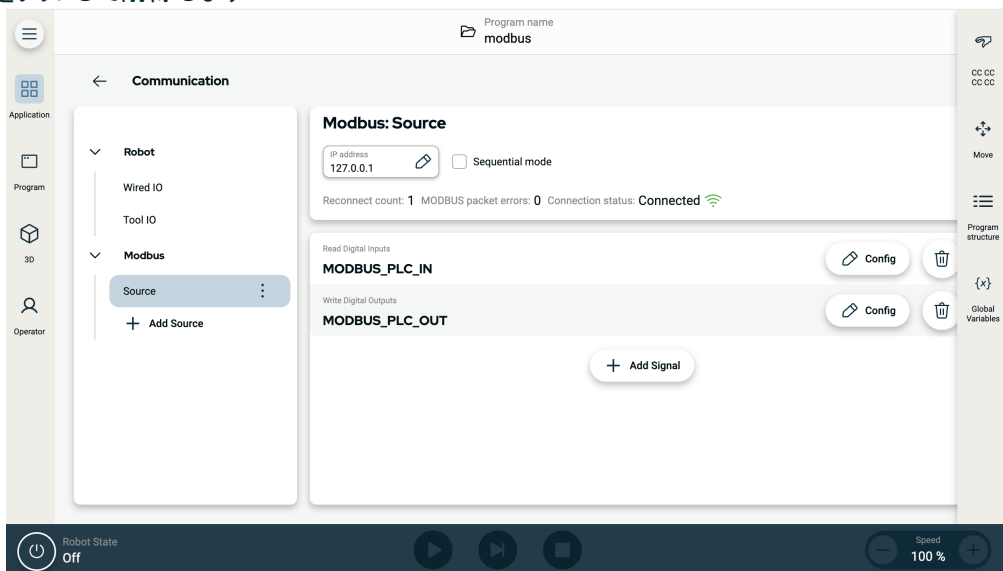 Program name
modbus
Communication
CC CC
CC CC
Application
Modbus: Source
Robot
IP address
127.0.0.1
Sequential mode
Move
Program
Wired IO
Reconnect count: 1 MODBUS packet errors: 0 Connection status: Connected
Tool IO
Program
structure
3D
Modbus
Read Digital Inputs
MODBUS_PLC_IN
Config
Source
{x}
Write Digital Outputs
MODBUS_PLC_OUT
Config
Global
Variables
Operator
Add Source
Add Signal
Robot State
Off
Speed
100 %